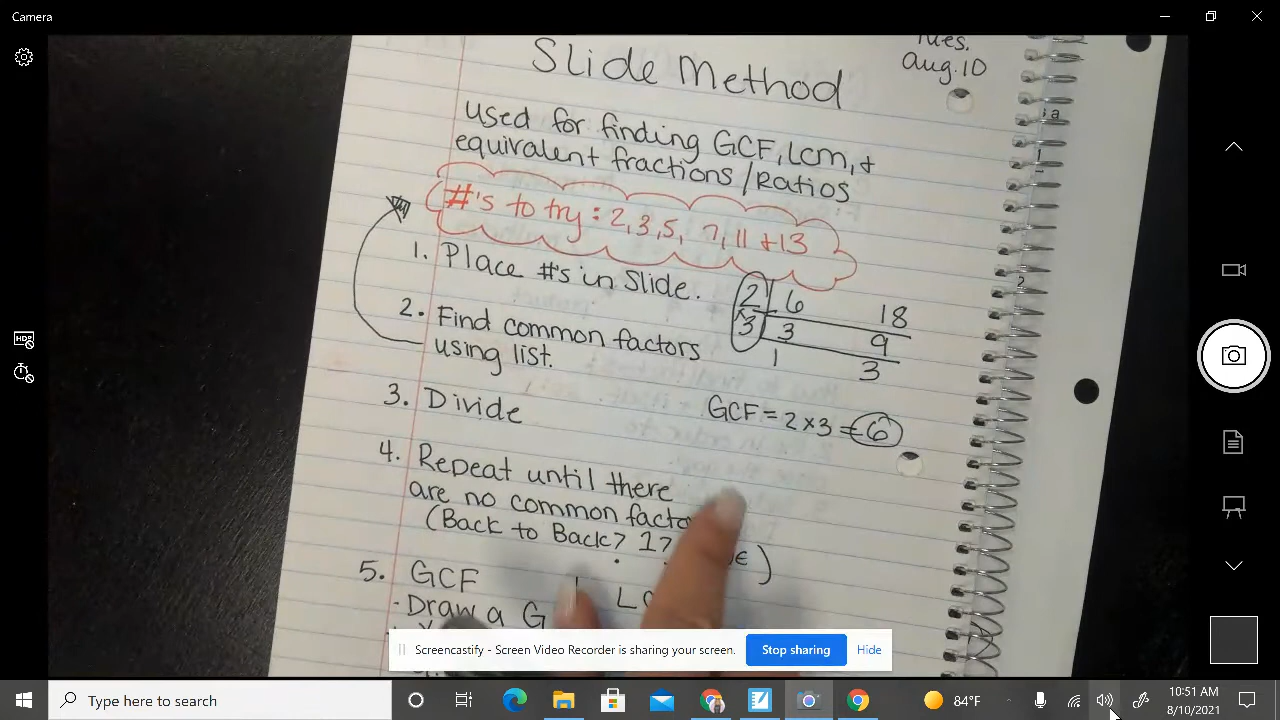 Camera
Tues.
Aug. 10
Slide Method
used for finding GCF, LCM, +
equivalent fractions / Ratios
#'s to try : 2, 3, 5, 7, 11 + 13
1. Place #'s in Slide.
2 6 18
2. Find common factors
using list.
3 3 9
1 3
3. Divide
GCF = 2 x 3 = 6
4. Repeat until there
are no common
(Back to Back? 1?
5. GCF
- Draw a G
Screencastify - Screen Video Recorder is sharing your screen.
Stop sharing
Hide
Type here to search
84°F
10:51 AM
8/10/2021